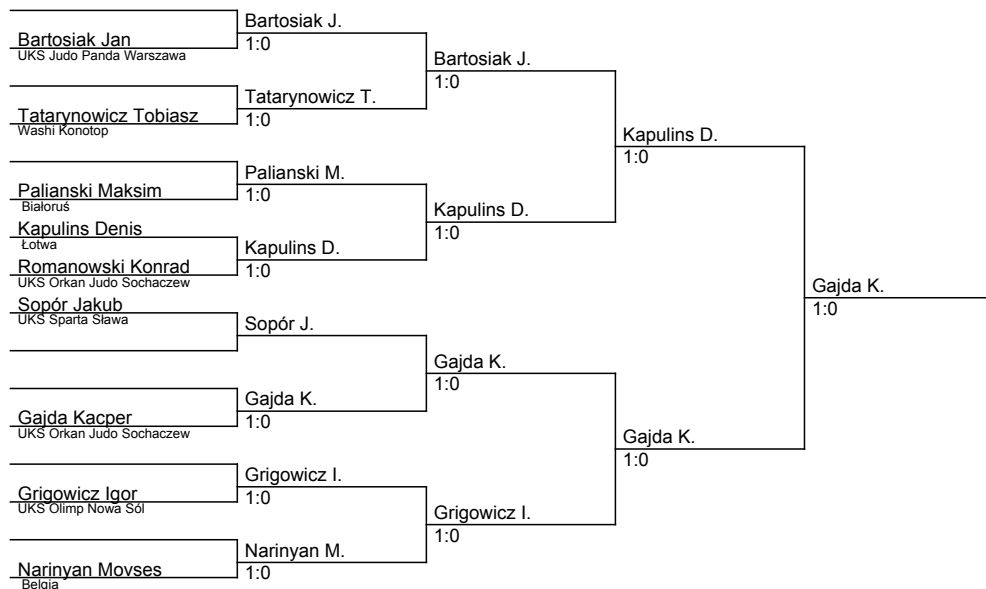 Bartosiak Jan
UKS Judo Panda Warszawa
Tatarynowicz Tobiasz
Washi Konotop
Palianski Maksim
Białoruś
Kapulins Denis
Łotwa
Romanowski Konrad
UKS Orkan Judo Sochaczew
Sopór Jakub
UKS Sparta Sława
Gajda Kacper
UKS Orkan Judo Sochaczew
Grigowicz Igor
UKS Olimp Nowa Sól
Narinyan Movses
Belgia
Bartosiak J.
1:0
Tatarynowicz T.
1:0
Palianski M.
1:0
Kapulins D.
1:0
Sopór J.
Gajda K.
1:0
Grigowicz I.
1:0
Narinyan M.
1:0
Bartosiak J.
1:0
Kapulins D.
1:0
Gajda K.
1:0
Grigowicz I.
1:0
Kapulins D.
1:0
Gajda K.
1:0
Gajda K.
1:0